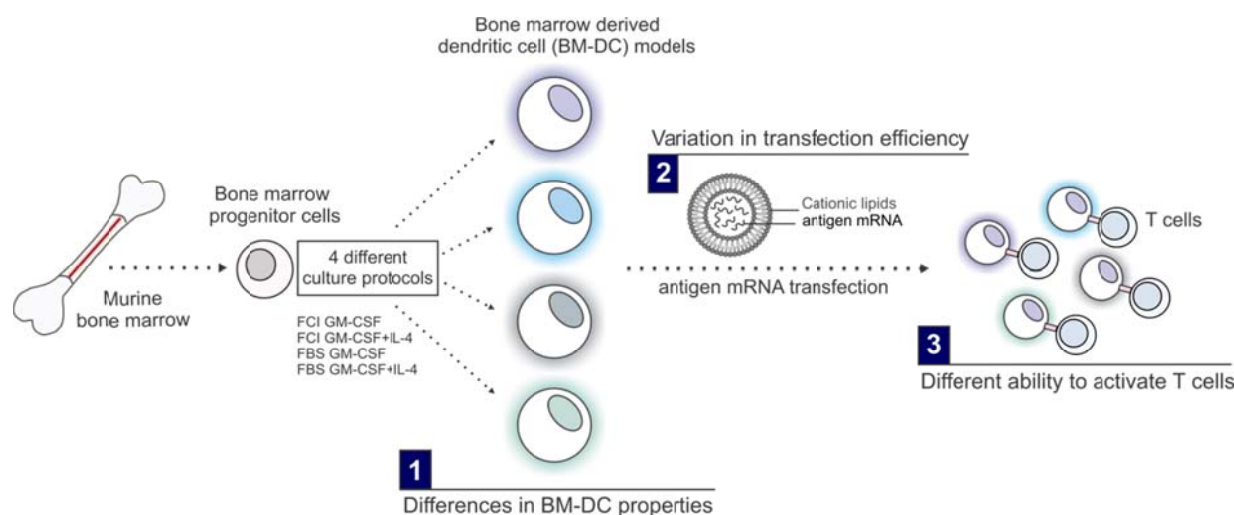 Bone marrow derived
dendritic cell (BM-DC) models
Murine
bone marrow
Bone marrow
progenitor cells
4 different
culture protocols
FCI GM-CSF
FCI GM-CSF+IL-4
FBS GM-CSF
FBS GM-CSF+IL-4
1
Differences in BM-DC properties
Variation in transfection efficiency
2
Cationic lipids
antigen mRNA
antigen mRNA transfection
T cells
3
Different ability to activate T cells